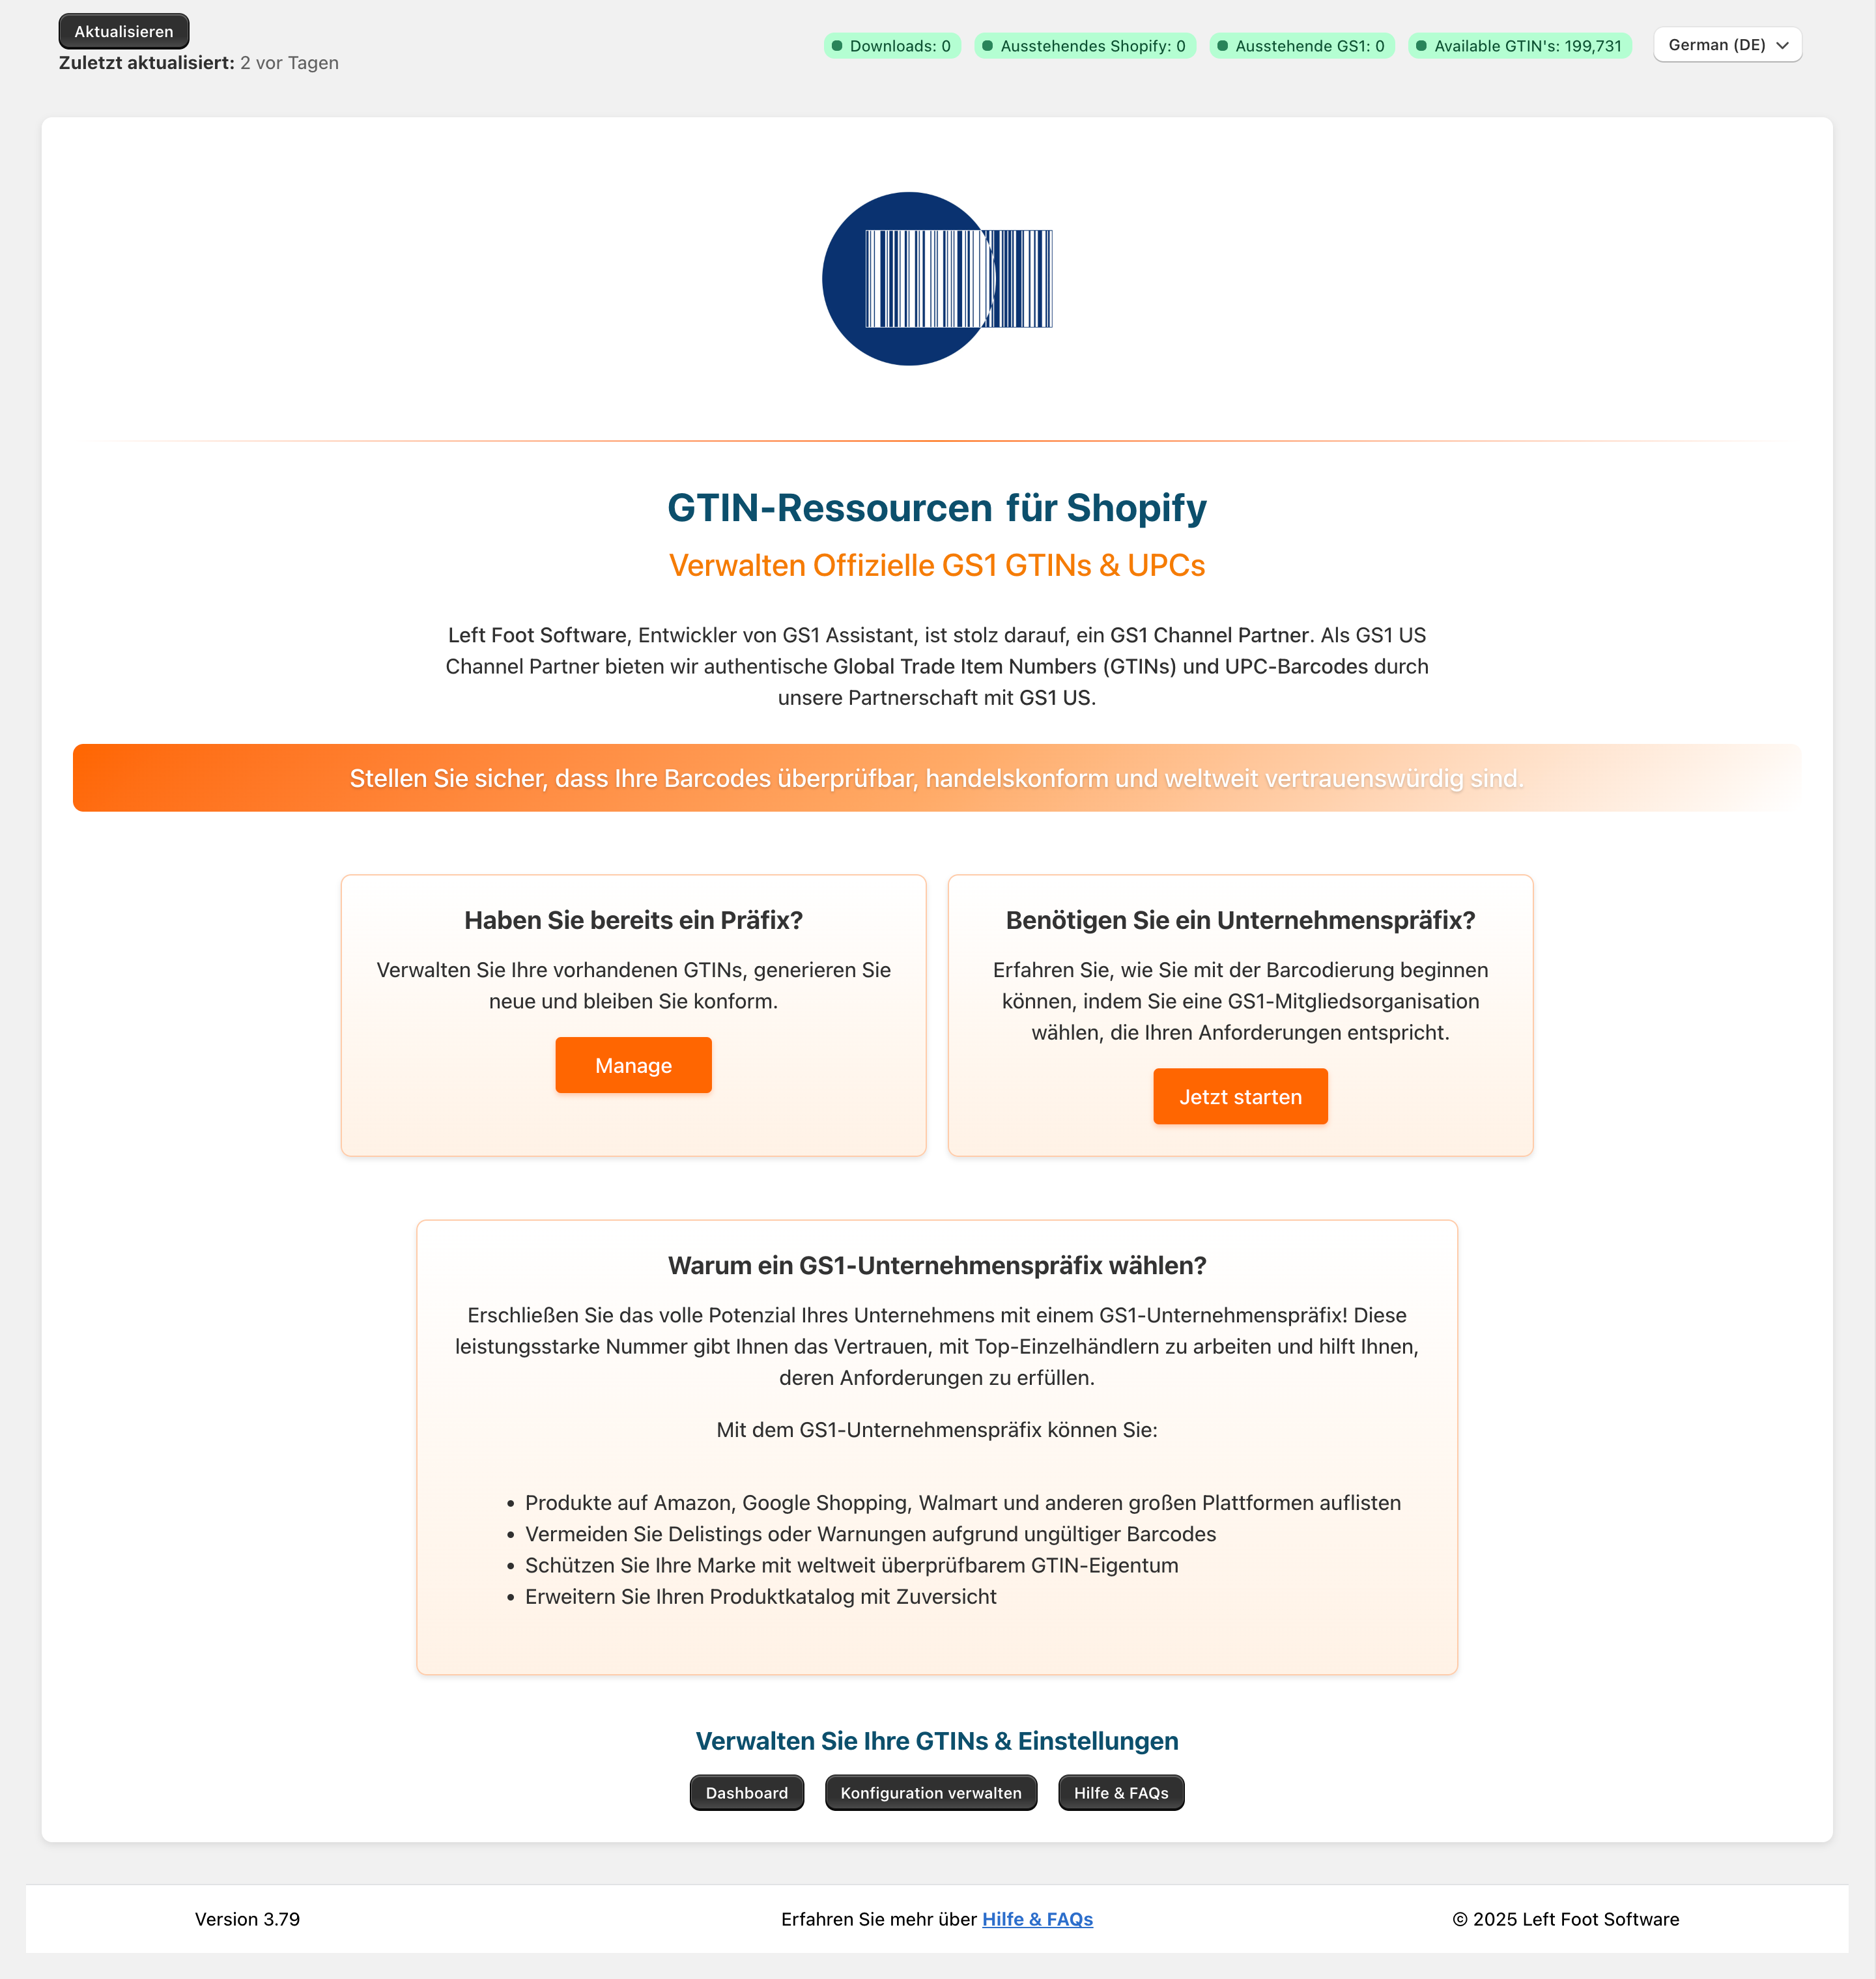 Aktualisieren
Zuletzt aktualisiert: 2 vor Tagen
Downloads: 0
Ausstehendes Shopify: 0
Ausstehende GS1: 0
Available GTIN's: 199,731
German (DE)
GTIN-Ressourcen für Shopify
Verwalten Offizielle GS1 GTINs & UPCs
Left Foot Software, Entwickler von GS1 Assistant, ist stolz darauf, ein GS1 Channel Partner. Als GS1 US
Channel Partner bieten wir authentische Global Trade Item Numbers (GTINs) und UPC-Barcodes durch
unsere Partnerschaft mit GS1 US.
Stellen Sie sicher, dass Ihre Barcodes überprüfbar, handelskonform und weltweit vertrauenswürdig sind.
Haben Sie bereits ein Präfix?
Verwalten Sie Ihre vorhandenen GTINs, generieren Sie
neue und bleiben Sie konform.
Manage
Benötigen Sie ein Unternehmenspräfix?
Erfahren Sie, wie Sie mit der Barcodierung beginnen
können, indem Sie eine GS1-Mitgliedsorganisation
wählen, die Ihren Anforderungen entspricht.
Jetzt starten
Warum ein GS1-Unternehmenspräfix wählen?
Erschließen Sie das volle Potenzial Ihres Unternehmens mit einem GS1-Unternehmenspräfix! Diese
leistungsstarke Nummer gibt Ihnen das Vertrauen, mit Top-Einzelhändlern zu arbeiten und hilft Ihnen,
deren Anforderungen zu erfüllen.
Mit dem GS1-Unternehmenspräfix können Sie:
• Produkte auf Amazon, Google Shopping, Walmart und anderen großen Plattformen auflisten
• Vermeiden Sie Delistings oder Warnungen aufgrund ungültiger Barcodes
• Schützen Sie Ihre Marke mit weltweit überprüfbarem GTIN-Eigentum
• Erweitern Sie Ihren Produktkatalog mit Zuversicht
Verwalten Sie Ihre GTINs & Einstellungen
Dashboard
Konfiguration verwalten
Hilfe & FAQs
Version 3.79
Erfahren Sie mehr über Hilfe & FAQs
© 2025 Left Foot Software